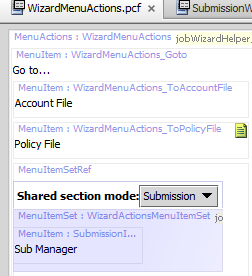 WizardMenuActions.pcf × SubmissionW
MenuActions : WizardMenuActions jobWizardHelper,
MenuItem : WizardMenuActions_Goto
Go to...
MenuItem : WizardMenuActions_ToAccountFile
Account File
MenuItem : WizardMenuActions_ToPolicyFile
Policy File
MenuItemSetRef
Shared section mode: Submission
MenuItemSet : WizardActionsMenuItemSet jo
MenuItem : SubmissionI...
Sub Manager